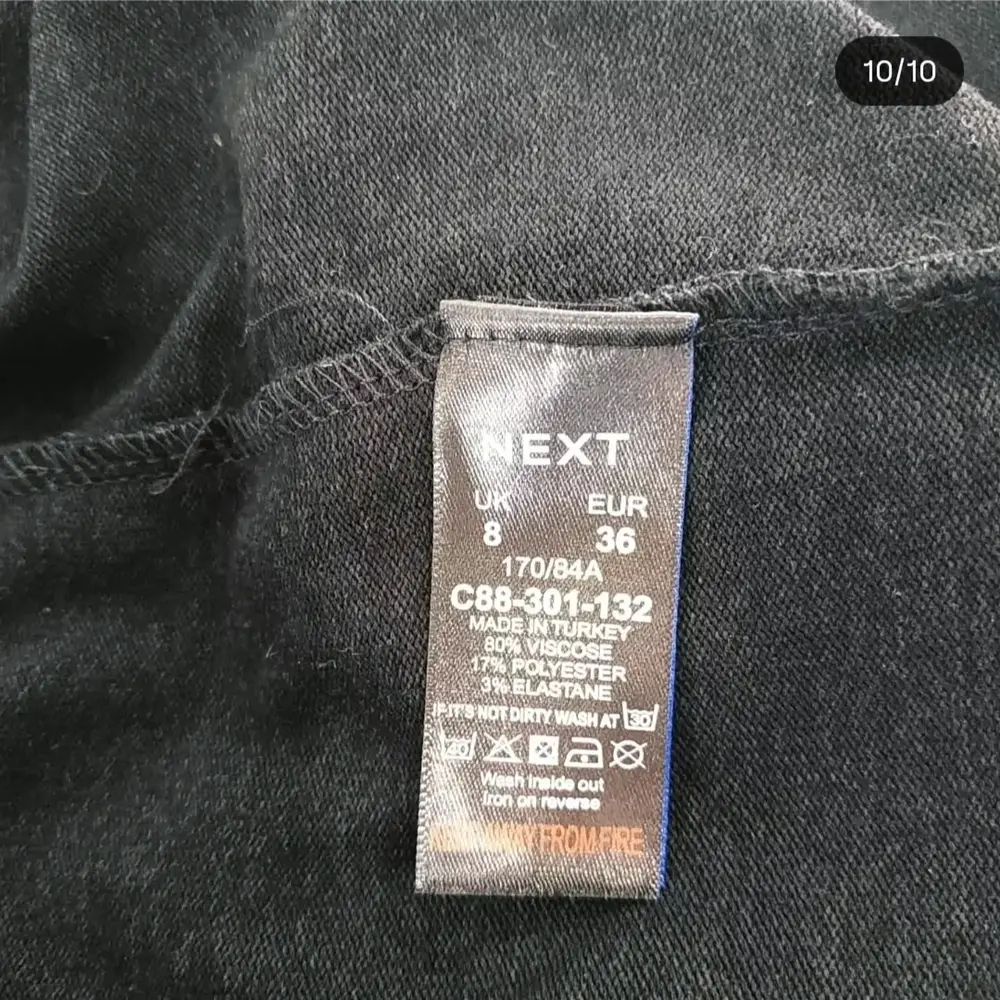 10/10
NEXT
UK EUR
8 36
170/84A
C88-301-132
MADE IN TURKEY
80% VISCOSE
17% POLYESTER
3% ELASTANE
IF IT'S NOT DIRTY WASH AT 30
40
Wash inside out
Iron on reverse
KEEP AWAY FROM FIRE